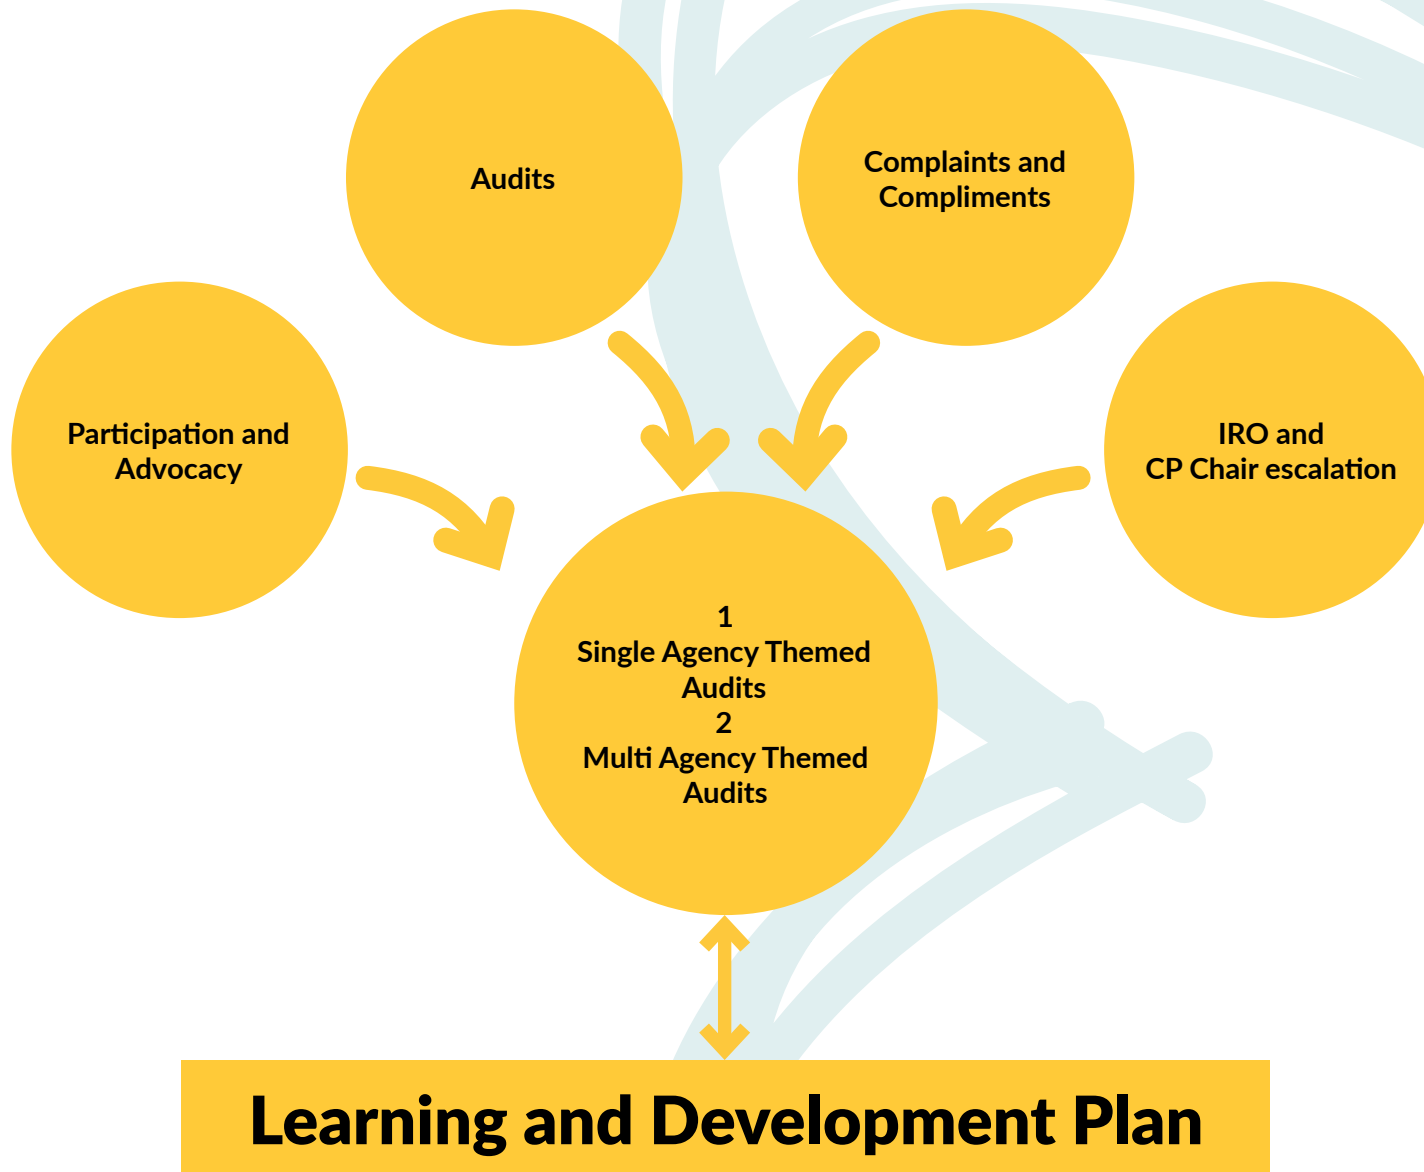 Audits
Complaints and
Compliments
Participation and
Advocacy
IRO and
CP Chair escalation
1
Single Agency Themed
Audits
2
Multi Agency Themed
Audits
Learning and Development Plan